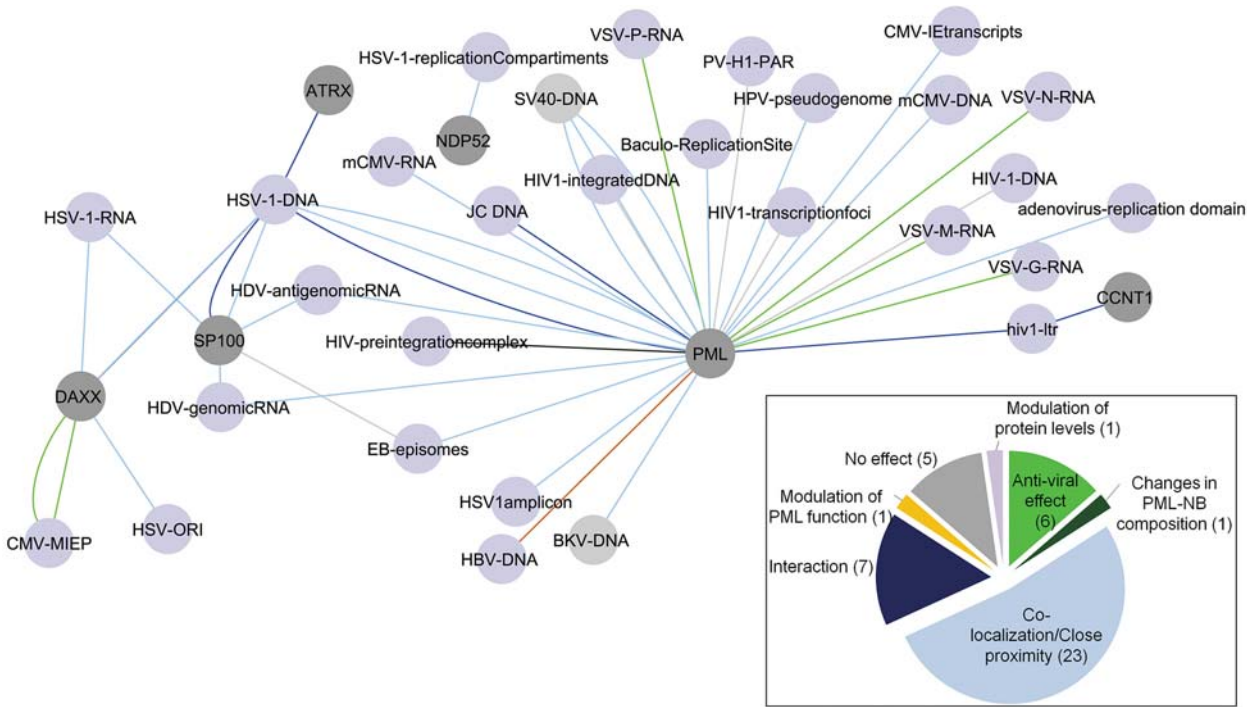 VSV-P-RNA
CMV-IEtranscripts
HSV-1-replicationCompartiments
PV-H1-PAR
ATRX
SV40-DNA
HPV-pseudogenome
mCMV-DNA
VSV-N-RNA
NDP52
Baculo-ReplicationSite
mCMV-RNA
HIV1-integratedDNA
HIV-1-DNA
HSV-1-DNA
HSV-1-RNA
JC DNA
HIV1-transcriptionfoci
adenovirus-replication domain
VSV-M-RNA
VSV-G-RNA
HDV-antigenomicRNA
CCNT1
SP100
HIV-preintegrationcomplex
PML
hiv1-ltr
DAXX
HDV-genomicRNA
EB-episomes
HSV1amplicon
CMV-MIEP
HSV-ORI
HBV-DNA
BKV-DNA
Modulation of
protein levels (1)
No effect (5)
Anti-viral
effect
(6)
Changes in
PML-NB
composition (1)
Modulation of
PML function (1)
Interaction (7)
Co-
localization/Close
proximity (23)